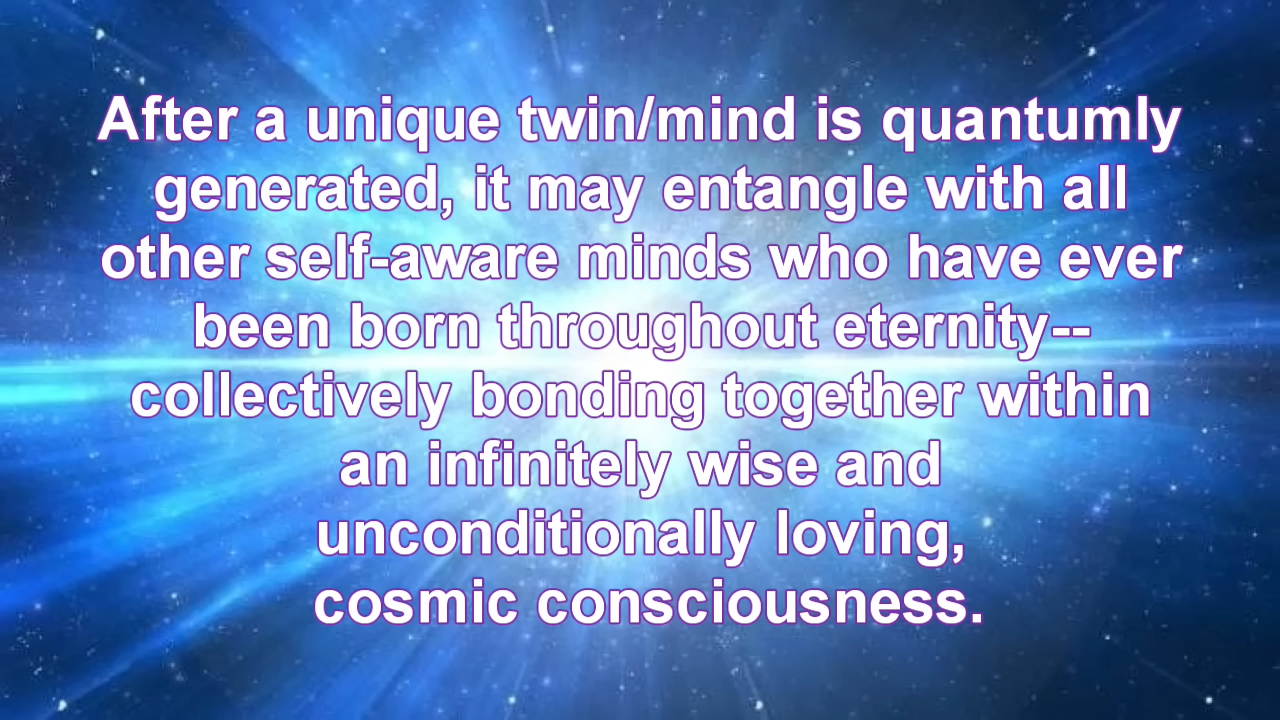 After a unique twin/mind is quantumly
generated, it may entangle with all
other self-aware minds who have ever
been born throughout eternity--
collectively bonding together within
an infinitely wise and
unconditionally loving,
cosmic consciousness.